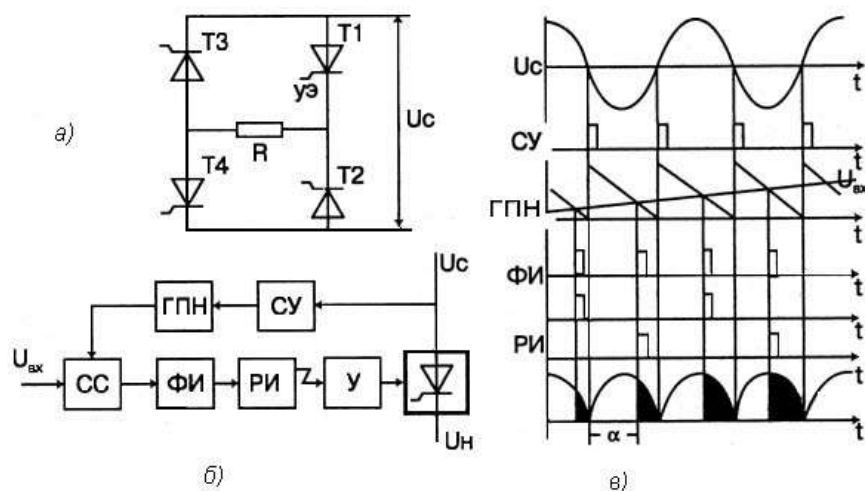 T3
T1
уэ
Uc
а)
R
T4
T2
Uc
ГПН
СУ
Uвх
СС
ФИ
РИ
У
Uн
б)
Uc
t
СУ
t
Uвх
ГПН
t
ФИ
t
t
РИ
t
t
α
в)